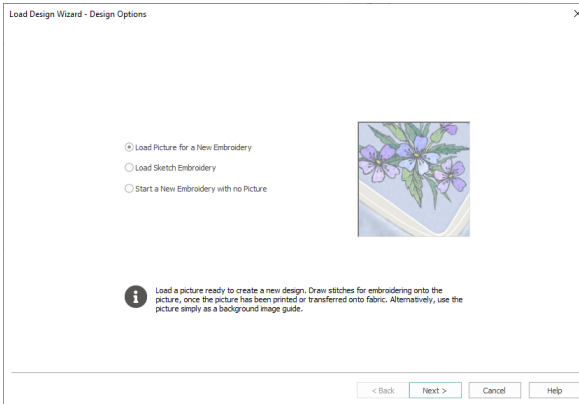 Load Design Wizard - Design Options
Load Picture for a New Embroidery
Load Sketch Embroidery
Start a New Embroidery with no Picture
Load a picture ready to create a new design. Draw stitches for embroidering onto the
picture, once the picture has been printed or transferred onto fabric. Alternatively, use the
picture simply as a background image guide.
< Back Next > Cancel Help